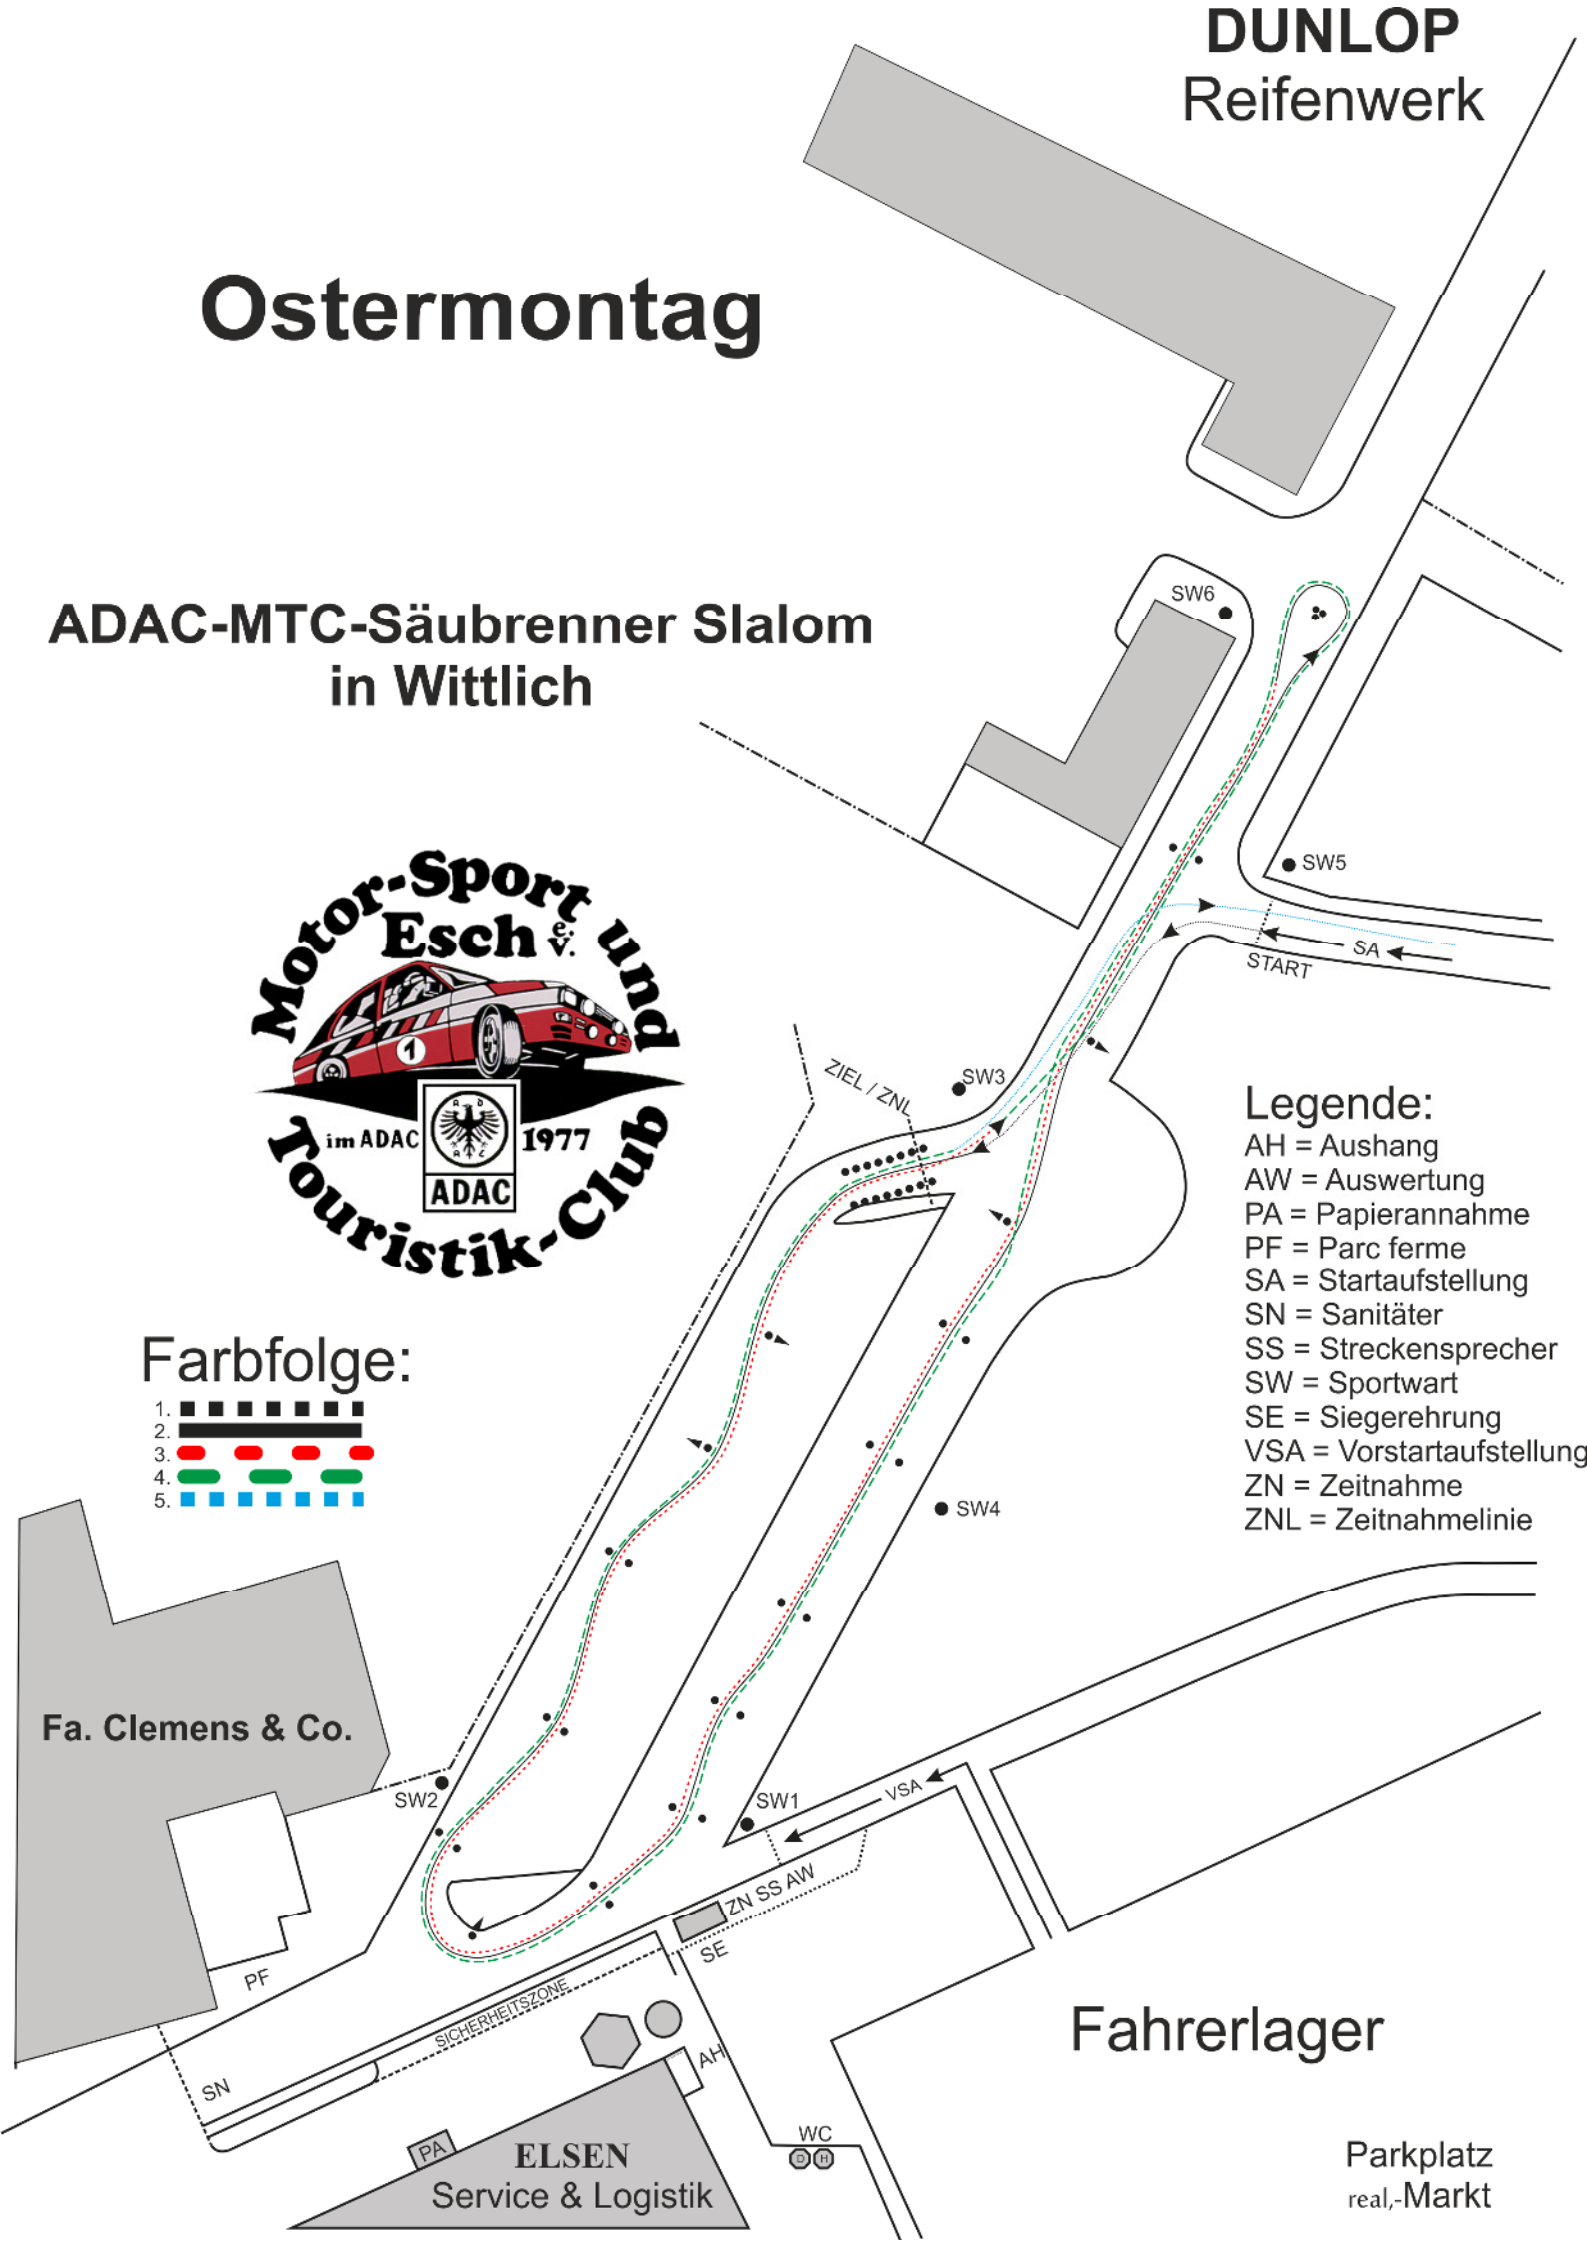 DUNLOP
Reifenwerk
Ostermontag
ADAC-MTC-Säubrenner Slalom
in Wittlich
SW6
SW5
SA
START
Motor-Sport und
Esch e.V.
1
im ADAC
1977
ADAC
ADAC
Touristik-Club
ZIEL / ZNL
SW3
Legende:
AH = Aushang
AW = Auswertung
PA = Papierannahme
PF = Parc ferme
SA = Startaufstellung
SN = Sanitäter
SS = Streckensprecher
SW = Sportwart
SE = Siegerehrung
VSA = Vorstartaufstellung
ZN = Zeitnahme
ZNL = Zeitnahmelinie
Farbfolge:
1.
2.
3.
4.
5.
SW4
Fa. Clemens & Co.
SW2
SW1
VSA
ZN SS AW
SE
PF
SICHERHEITSZONE
SN
AH
PA
ELSEN
Service & Logistik
WC
D H
Fahrerlager
Parkplatz
real,-Markt